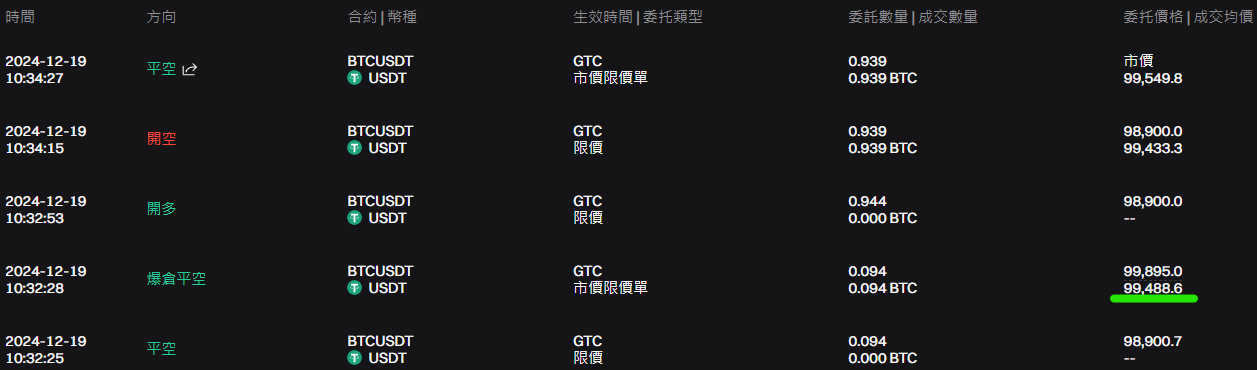 時間 方向 合約 | 幣種 生效時間 | 委托類型 委託數量 | 成交數量 委托價格 | 成交均價
2024-12-19 BTCUSDT GTC 0.939 市價
平空
10:34:27 USDT 市價限價單 0.939 BTC 99,549.8
2024-12-19 BTCUSDT GTC 0.939 98,900.0
開空
10:34:15 USDT 限價 0.939 BTC 99,433.3
2024-12-19 BTCUSDT GTC 0.944 98,900.0
開多
10:32:53 USDT 限價 0.000 BTC --
2024-12-19 BTCUSDT GTC 0.094 99,895.0
爆倉平空
10:32:28 USDT 市價限價單 0.094 BTC 99,488.6
2024-12-19 BTCUSDT GTC 0.094 98,900.7
平空
10:32:25 USDT 限價 0.000 BTC --